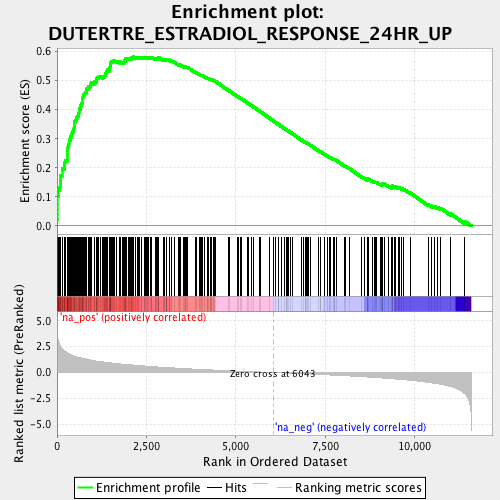 Enrichment plot:
DUTERTRE_ESTRADIOL_RESPONSE_24HR_UP
Enrichment score (ES)
0.6
0.5
0.4
0.3
0.2
0.1
0.0
'na_pos' (positively correlated)
Ranked list metric (PreRanked)
5.0
2.5
0.0
-2.5
-5.0
Zero cross at 6043
'na_neg' (negatively correlated)
0
2,500
5,000
7,500
10,000
Rank in Ordered Dataset
Enrichment profile
Hits
Ranking metric scores